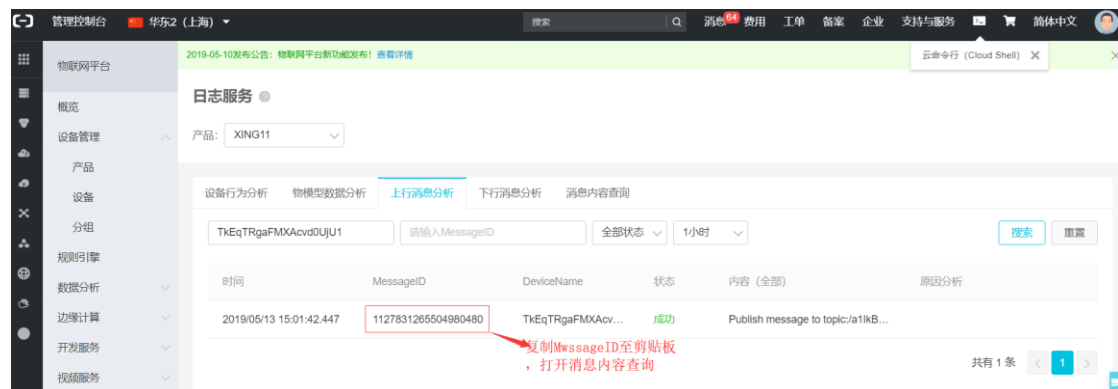 管理控制台 华东2 (上海) 搜索 消息 64 费用 工单 备案 企业 支持与服务 简体中文
物联网平台 2019-05-10发布公告：物联网平台新功能发布！查看详情 云命令行 (Cloud Shell)
概览
设备管理
产品
设备
分组
规则引擎
数据分析
边缘计算
开发服务
视频服务
日志服务
产品： XING11
设备行为分析 物模型数据分析 上行消息分析 下行消息分析 消息内容查询
TkEqTRgaFMXAcvd0UjU1 请输入MessageID 全部状态 1小时 搜索 重置
时间 MessageID DeviceName 状态 内容 (全部) 原因分析
2019/05/13 15:01:42.447 1127831265504980480 TkEqTRgaFMXAcv... 成功 Publish message to topic:/a1lkB...
复制MwssageID至剪贴板
，打开消息内容查询
共有 1 条 1